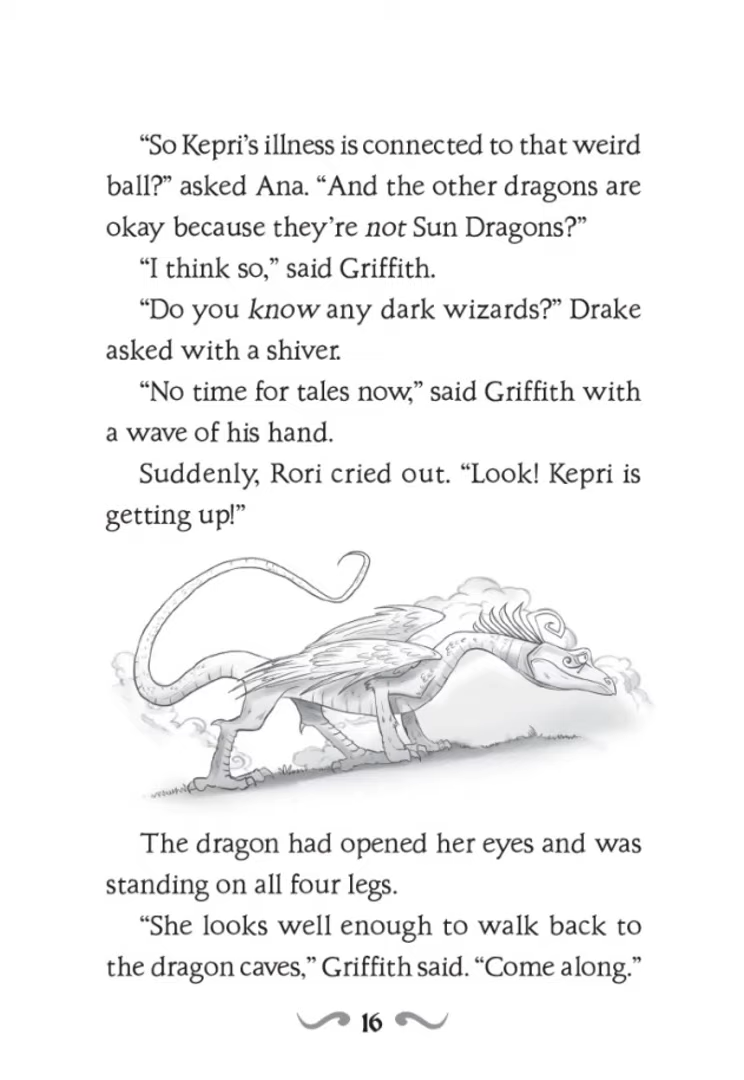 “So Kepri’s illness is connected to that weird
ball?” asked Ana. “And the other dragons are
okay because they’re not Sun Dragons?”
“I think so,” said Griffith.
“Do you know any dark wizards?” Drake
asked with a shiver.
“No time for tales now,” said Griffith with
a wave of his hand.
Suddenly, Rori cried out. “Look! Kepri is
getting up!”
The dragon had opened her eyes and was
standing on all four legs.
“She looks well enough to walk back to
the dragon caves,” Griffith said. “Come along.”
16